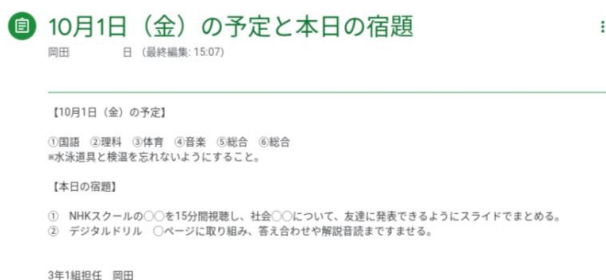 10月1日（金）の予定と本日の宿題
岡田　日 （最終編集: 15:07）
【10月1日（金）の予定】
①国語　②理科　③体育　④音楽　⑤総合　⑥総合
※水泳道具と検温を忘れないようにすること。
【本日の宿題】
①　NHKスクールの◯◯を15分間視聴し、社会◯◯について、友達に発表できるようにスライドでまとめる。
②　デジタルドリル　◯ページに取り組み、答え合わせや解説音読まですませる。
3年1組担任　岡田